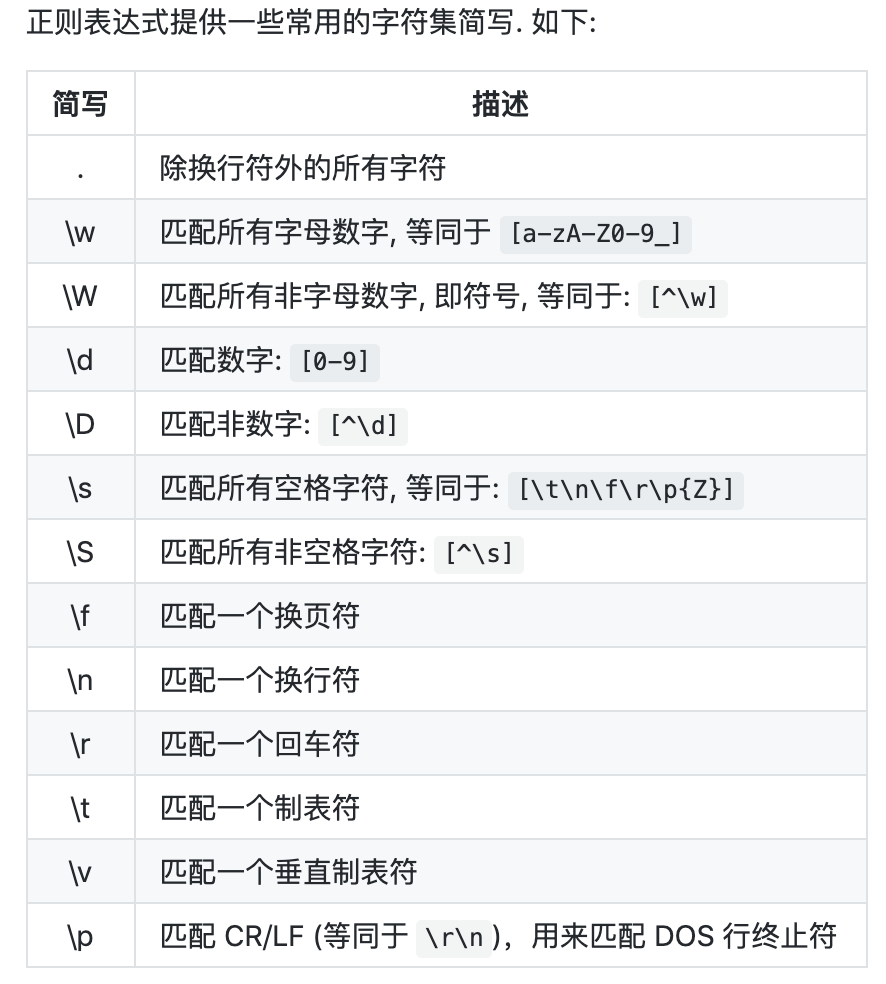 正则表达式提供一些常用的字符集简写. 如下:
简写 描述
. 除换行符外的所有字符
\w 匹配所有字母数字, 等同于 [a-zA-Z0-9_]
\W 匹配所有非字母数字, 即符号, 等同于: [^\w]
\d 匹配数字: [0-9]
\D 匹配非数字: [^\d]
\s 匹配所有空格字符, 等同于: [\t\n\f\r\p{Z}]
\S 匹配所有非空格字符: [^\s]
\f 匹配一个换页符
\n 匹配一个换行符
\r 匹配一个回车符
\t 匹配一个制表符
\v 匹配一个垂直制表符
\p 匹配 CR/LF (等同于 \r\n)，用来匹配 DOS 行终止符